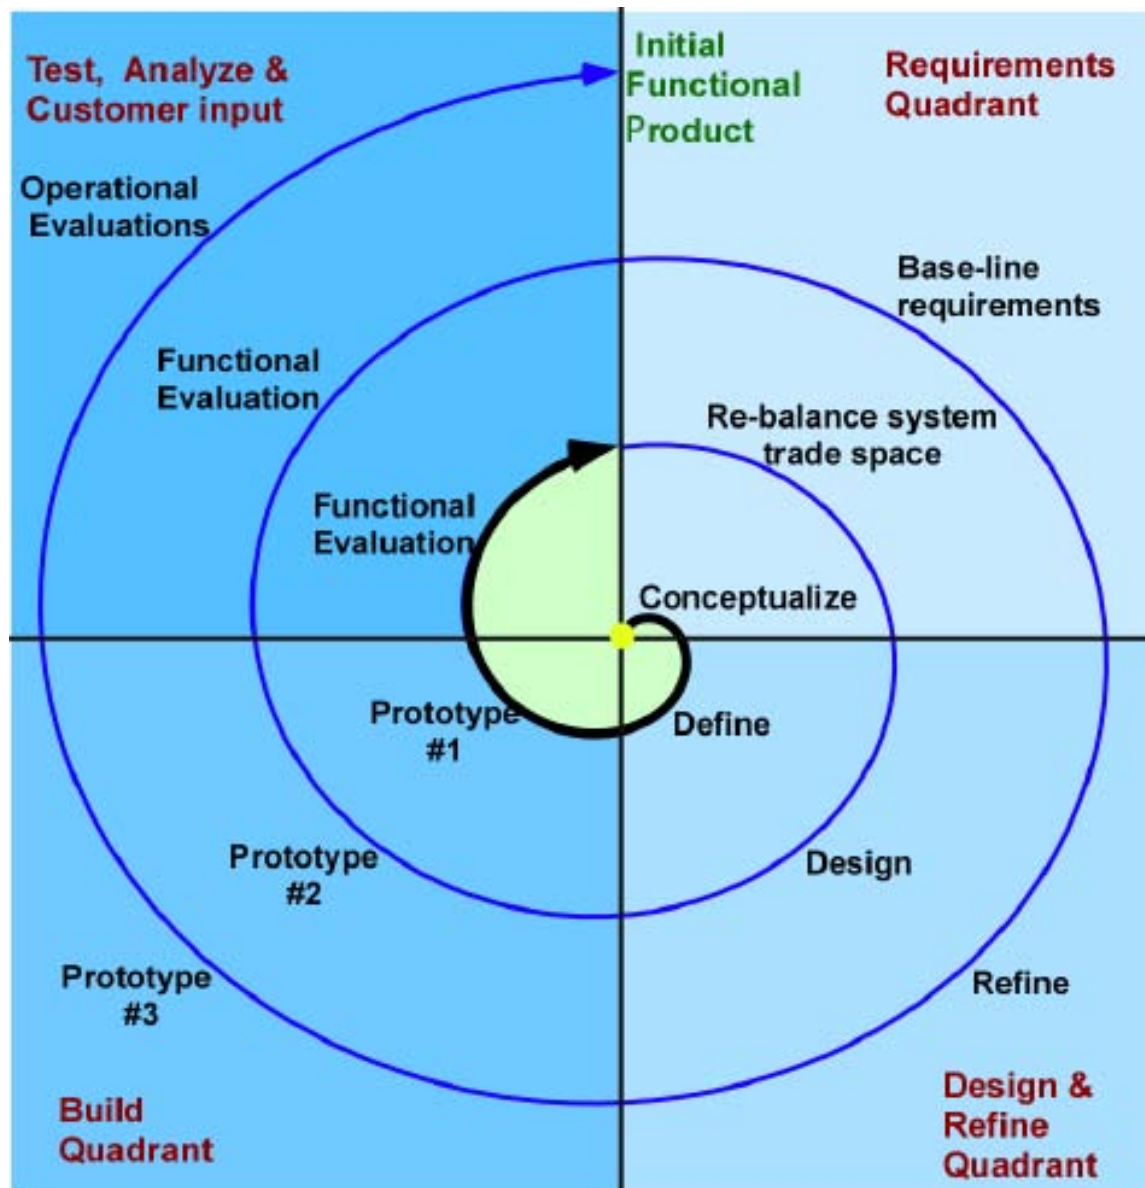 Test, Analyze &
Customer input
Initial
Functional
Product
Requirements
Quadrant
Operational
Evaluations
Base-line
requirements
Functional
Evaluation
Re-balance system
trade space
Functional
Evaluation
Conceptualize
Prototype
#1
Define
Prototype
#2
Design
Prototype
#3
Refine
Build
Quadrant
Design &
Refine
Quadrant